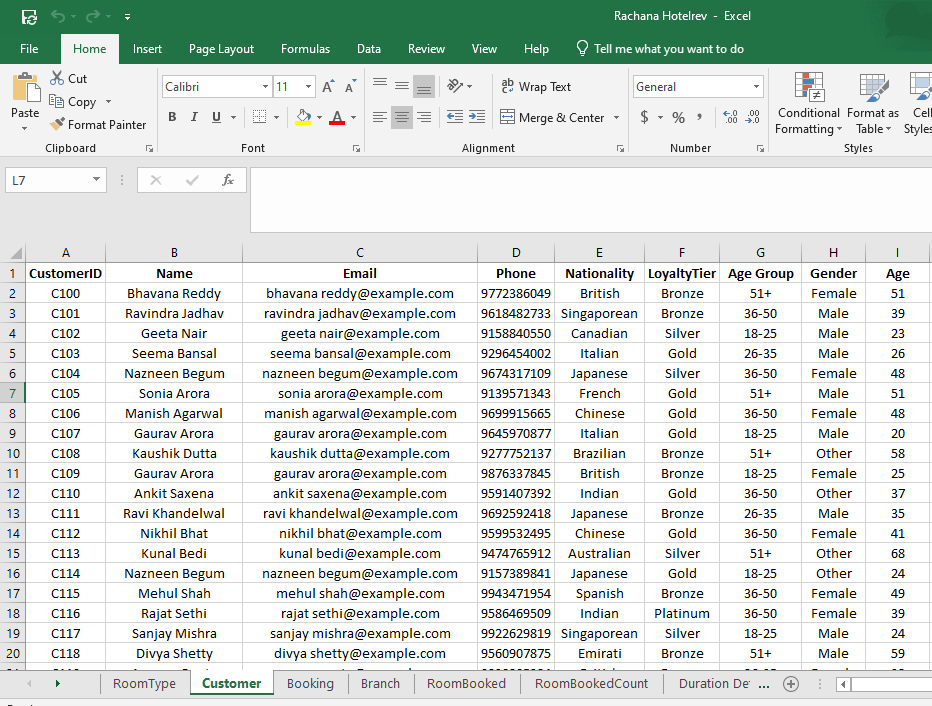 Rachana Hotelrev - Excel
File Home Insert Page Layout Formulas Data Review View Help Tell me what you want to do
Cut
Copy
Format Painter
Paste
Clipboard
Calibri 11
B I U
Font
Wrap Text
Merge & Center
Alignment
General
$ % ,
Number
Conditional Formatting
Format as Table
Cell
Styles
Styles
L7 fx
A B C D E F G H I
1 CustomerID Name Email Phone Nationality LoyaltyTier Age Group Gender Age
2 C100 Bhavana Reddy bhavana reddy@example.com 9772386049 British Bronze 51+ Female 51
3 C101 Ravindra Jadhav ravindra jadhav@example.com 9618482733 Singaporean Bronze 36-50 Male 39
4 C102 Geeta Nair geeta nair@example.com 9158840550 Canadian Silver 18-25 Male 23
5 C103 Seema Bansal seema bansal@example.com 9296454002 Italian Gold 26-35 Male 26
6 C104 Nazneen Begum nazneen begum@example.com 9674317109 Japanese Silver 36-50 Female 48
7 C105 Sonia Arora sonia arora@example.com 9139571343 French Gold 51+ Male 51
8 C106 Manish Agarwal manish agarwal@example.com 9699915665 Chinese Gold 36-50 Female 48
9 C107 Gaurav Arora gaurav arora@example.com 9645970877 Italian Gold 18-25 Male 20
10 C108 Kaushik Dutta kaushik dutta@example.com 9277752137 Brazilian Bronze 51+ Other 58
11 C109 Gaurav Arora gaurav arora@example.com 9876337845 British Bronze 18-25 Female 25
12 C110 Ankit Saxena ankit saxena@example.com 9591407392 Indian Gold 36-50 Other 37
13 C111 Ravi Khandelwal ravi khandelwal@example.com 9692592418 Japanese Bronze 26-35 Male 35
14 C112 Nikhil Bhat nikhil bhat@example.com 9599532495 Chinese Gold 36-50 Female 41
15 C113 Kunal Bedi kunal bedi@example.com 9474765912 Australian Silver 51+ Other 68
16 C114 Nazneen Begum nazneen begum@example.com 9157389841 Japanese Gold 18-25 Other 24
17 C115 Mehul Shah mehul shah@example.com 9943471954 Spanish Bronze 36-50 Female 49
18 C116 Rajat Sethi rajat sethi@example.com 9586469509 Indian Platinum 36-50 Female 39
19 C117 Sanjay Mishra sanjay mishra@example.com 9922629819 Singaporean Silver 18-25 Male 24
20 C118 Divya Shetty divya shetty@example.com 9560907875 Emirati Bronze 51+ Male 59
RoomType Customer Booking Branch RoomBooked RoomBookedCount Duration De ...